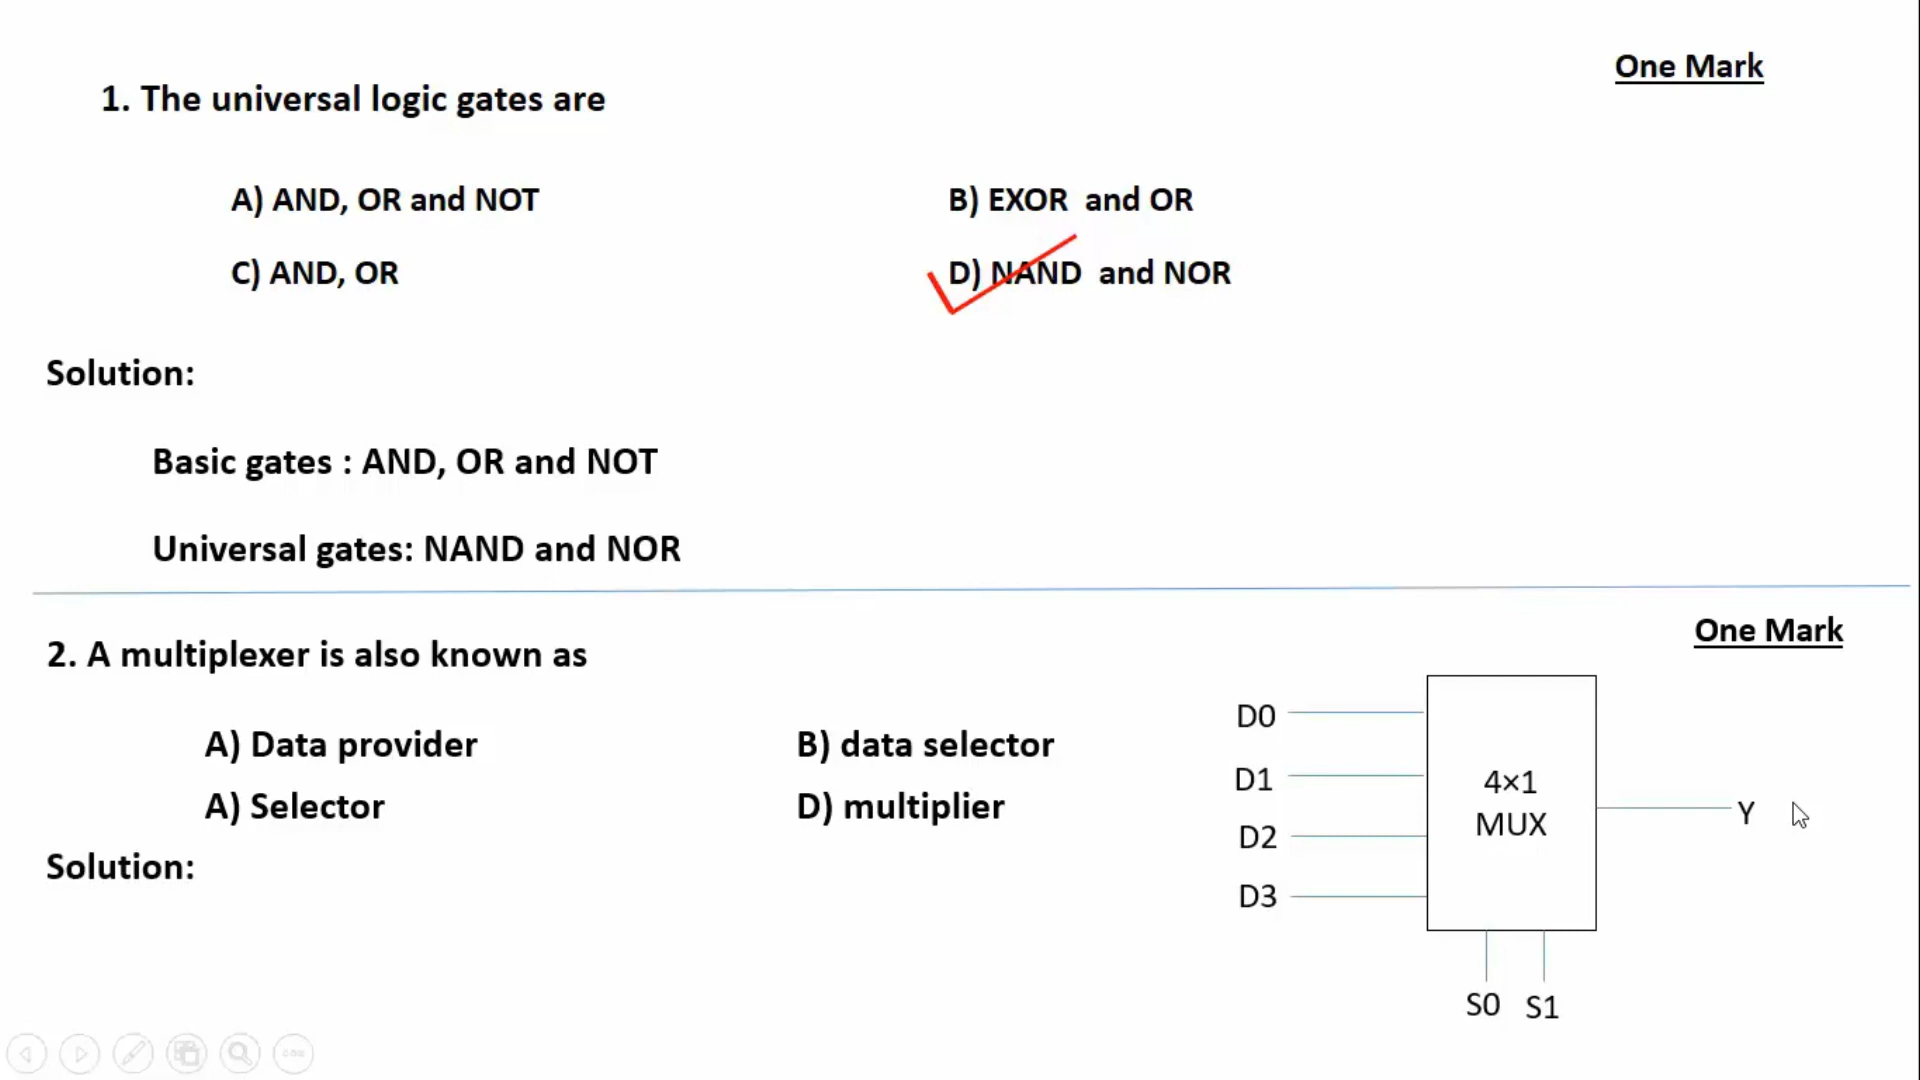 One Mark
1. The universal logic gates are
A) AND, OR and NOT
B) EXOR and OR
C) AND, OR
D) NAND and NOR
Solution:
Basic gates : AND, OR and NOT
Universal gates: NAND and NOR
One Mark
2. A multiplexer is also known as
A) Data provider
B) data selector
A) Selector
D) multiplier
Solution:
D0
D1
D2
D3
4×1
MUX
Y
S0 S1